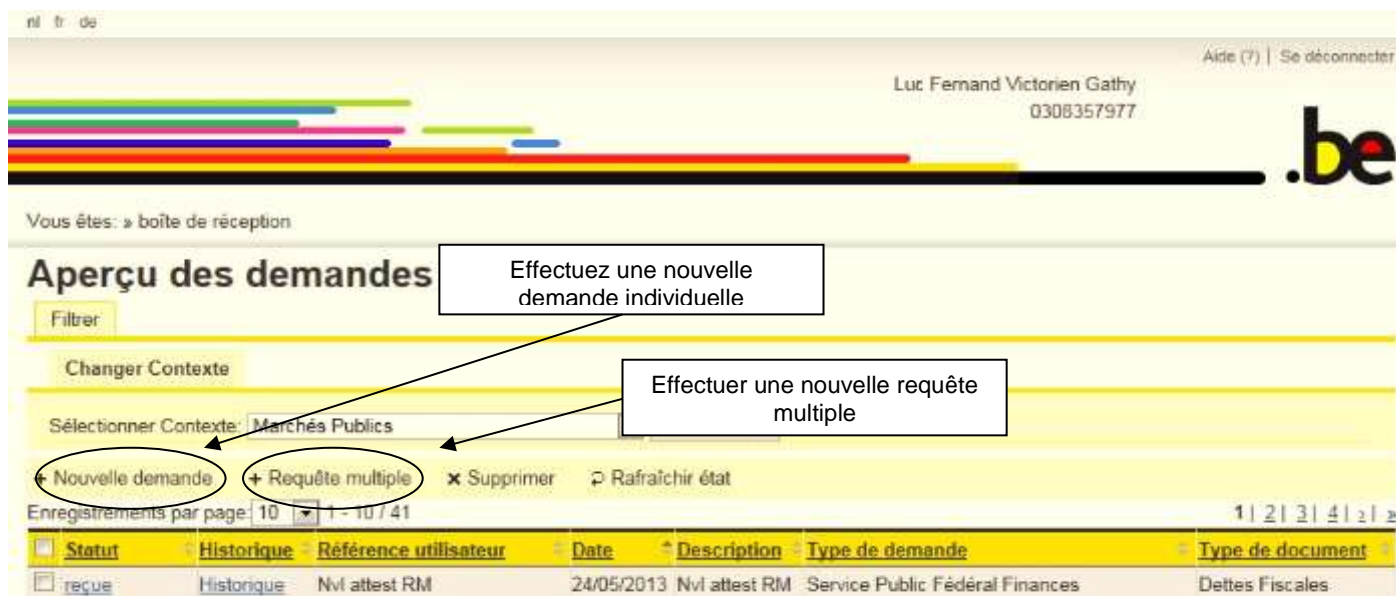 nl fr de
Aide (?) | Se déconnecter
Luc Fernand Victorien Gathy
0308357977
.be
Vous êtes: » boîte de réception
Aperçu des demandes
Effectuez une nouvelle
demande individuelle
Filtrer
Changer Contexte
Effectuer une nouvelle requête
multiple
Sélectionner Contexte: Marchés Publics
+ Nouvelle demande + Requête multiple × Supprimer Rafraîchir état
Enregistrements par page: 10 1 - 10 / 41 1 | 2 | 3 | 4 | › | »
Statut Historique Référence utilisateur Date Description Type de demande Type de document
reçue Historique Nvl attest RM 24/05/2013 Nvl attest RM Service Public Fédéral Finances Dettes Fiscales